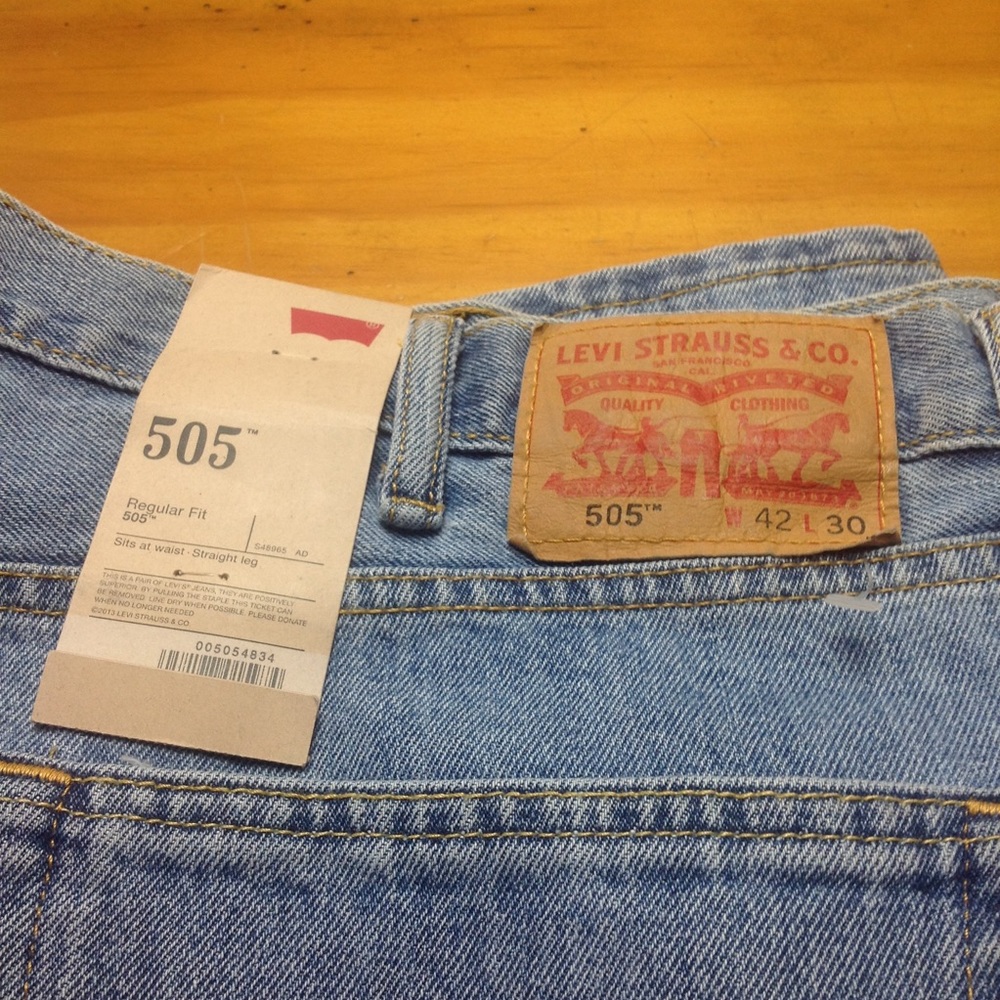 505™
Regular Fit
505™
S48965 AD
Sits at waist · Straight leg
THIS IS A PAIR OF LEVI'S® JEANS, THEY ARE POSITIVELY
SUPERIOR. BY PULLING THE STAPLE THIS TICKET CAN
BE REMOVED. LINE DRY WHEN POSSIBLE. PLEASE DONATE
WHEN NO LONGER NEEDED
©2013 LEVI STRAUSS & CO.
005054834
LEVI STRAUSS & CO.
SAN FRANCISCO
CAL.
ORIGINAL RIVETED
QUALITY CLOTHING
505™ W 42 L 30